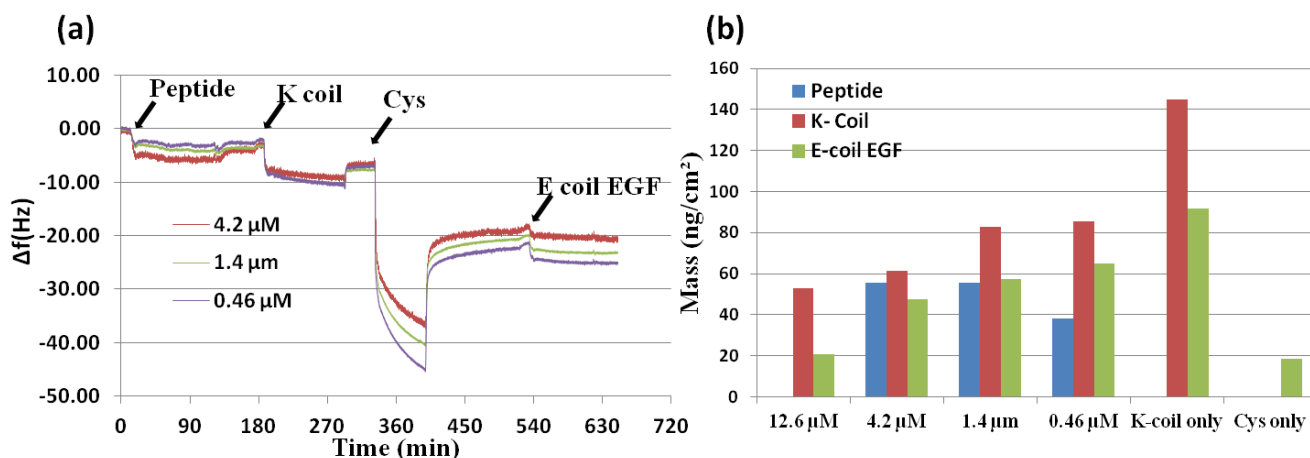 (a)
10.00
0.00
-10.00
-20.00
-30.00
-40.00
-50.00
Δf(Hz)
Peptide
K coil
Cys
E coil EGF
4.2 μM
1.4 μm
0.46 μM
0 90 180 270 360 450 540 630 720
Time (min)
(b)
160
140
120
100
80
60
40
20
0
Mass (ng/cm²)
Peptide
K- Coil
E-coil EGF
12.6 μM 4.2 μM 1.4 μm 0.46 μM K-coil only Cys only